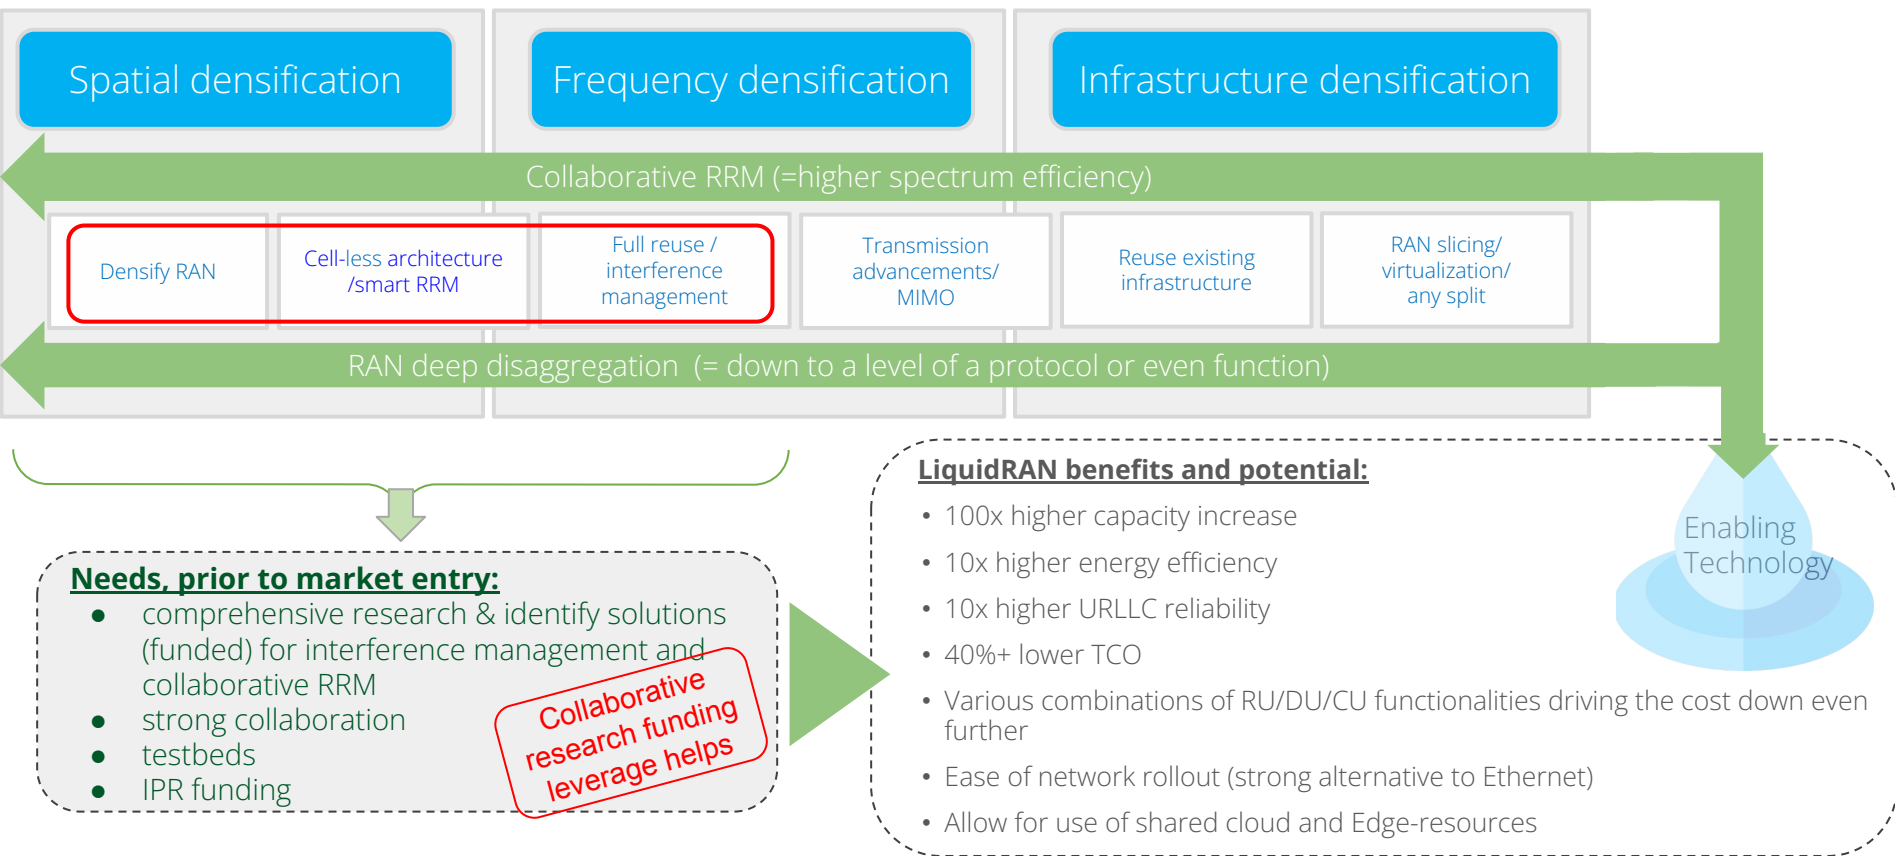 Spatial densification
Frequency densification
Infrastructure densification
Collaborative RRM (=higher spectrum efficiency)
Densify RAN
Cell-less architecture
/smart RRM
Full reuse /
interference
management
Transmission
advancements/
MIMO
Reuse existing
infrastructure
RAN slicing/
virtualization/
any split
RAN deep disaggregation (= down to a level of a protocol or even function)
Needs, prior to market entry:
● comprehensive research & identify solutions
(funded) for interference management and
collaborative RRM
● strong collaboration
● testbeds
● IPR funding
Collaborative
research funding
leverage helps
LiquidRAN benefits and potential:
• 100x higher capacity increase
• 10x higher energy efficiency
• 10x higher URLLC reliability
• 40%+ lower TCO
• Various combinations of RU/DU/CU functionalities driving the cost down even
further
• Ease of network rollout (strong alternative to Ethernet)
• Allow for use of shared cloud and Edge-resources
Enabling
Technology